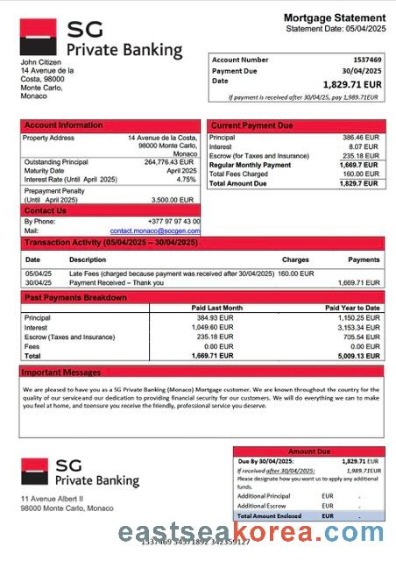 SG
Private Banking
Mortgage Statement
Statement Date: 05/04/2025
John Citizen
14 Avenue de la
Costa, 98000
Monte Carlo,
Monaco
Account Number 1537469
Payment Due 30/04/2025
Date
1,829.71 EUR
If payment is received after 30/04/25, pay 1,989.71EUR
Account Information
Property Address 14 Avenue de la Costa,
98000 Monte Carlo,
Monaco
Outstanding Principal 264,776.43 EUR
Maturity Date April 2025
Interest Rate (Until April 2025) 4.75%
Prepayment Penalty
(Until April 2025) 3,500.00 EUR
Contact Us
By Phone: +377 97 97 43 00
Mail: contact.monaco@socgen.com
Current Payment Due
Principal 386.46 EUR
Interest 8.07 EUR
Escrow (for Taxes and Insurance) 235.18 EUR
Regular Monthly Payment 1,669.7 EUR
Total Fees Charged 160.00 EUR
Total Amount Due 1,829.7 EUR
Transaction Activity (05/04/2025 – 30/04/2025)
Date Description Charges Payments
05/04/25 Late Fees (charged because payment was received after 30/04/2025) 160.00 EUR
30/04/25 Payment Received – Thank you 1,669.71 EUR
Past Payments Breakdown
Paid Last Month Paid Year to Date
Principal 384.93 EUR 1,150.25 EUR
Interest 1,049.60 EUR 3,153.34 EUR
Escrow (Taxes and Insurance) 235.18 EUR 705.54 EUR
Fees 0.00 EUR 0.00 EUR
Total 1,669.71 EUR 5,009.13 EUR
Important Messages
We are pleased to have you as a SG Private Banking (Monaco) Mortgage customer. We are known throughout the country for the
quality of our service and our dedication to providing financial security for our customers. We will do everything we can to make
you feel at home, and toensure you receive the friendly, professional service you deserve.
SG
Private Banking
11 Avenue Albert II
98000 Monte Carlo, Monaco
Amount Due
Due By 30/04/2025: 1,829.71 EUR
If received after 30/04/2025: 1,989.71EUR
Please designate how you want us to apply any additional
funds.
Additional Principal EUR -
Additional Escrow EUR -
Total Amount Enclosed EUR -
eastseakorea.com
1537469 34571892 342359127